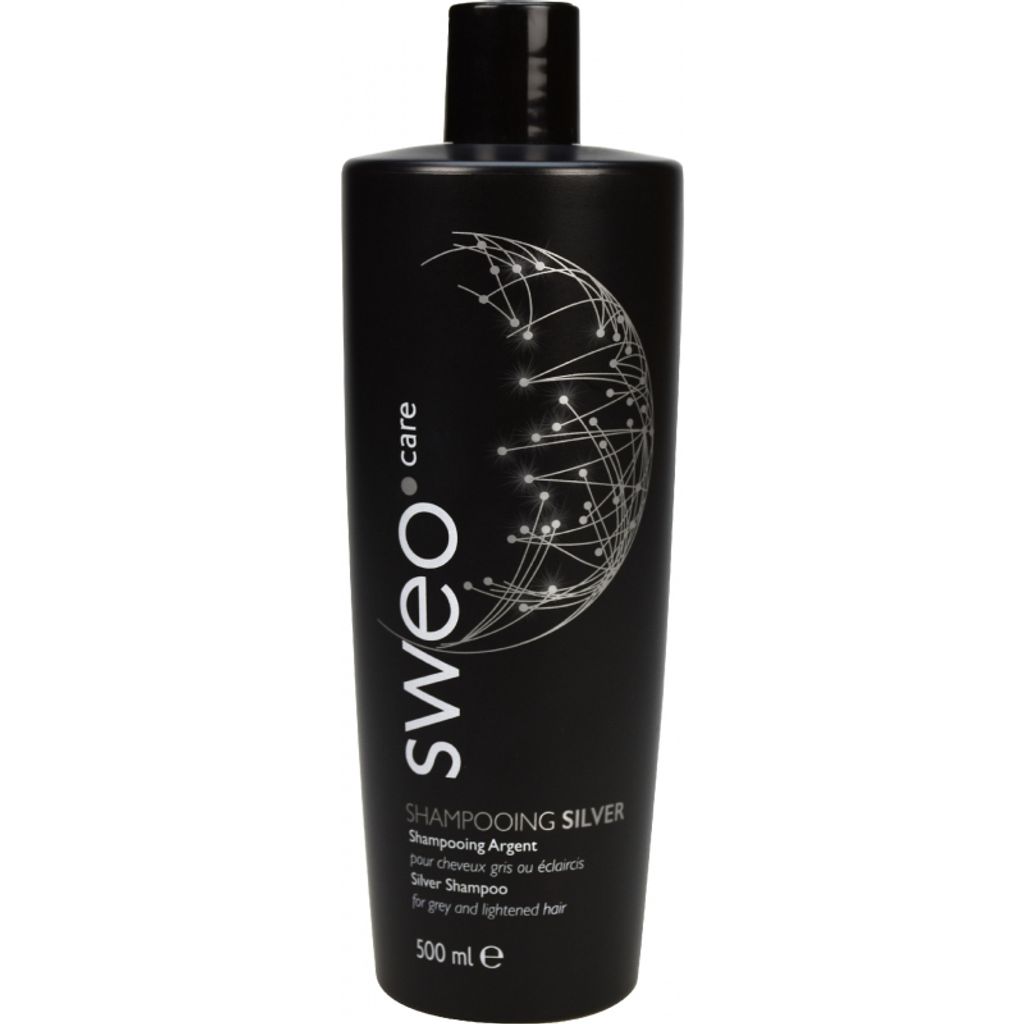 sweo care
SHAMPOOING SILVER
Shampooing Argent
pour cheveux gris ou éclaircis
Silver Shampoo
for grey and lightened hair
500 ml ℮